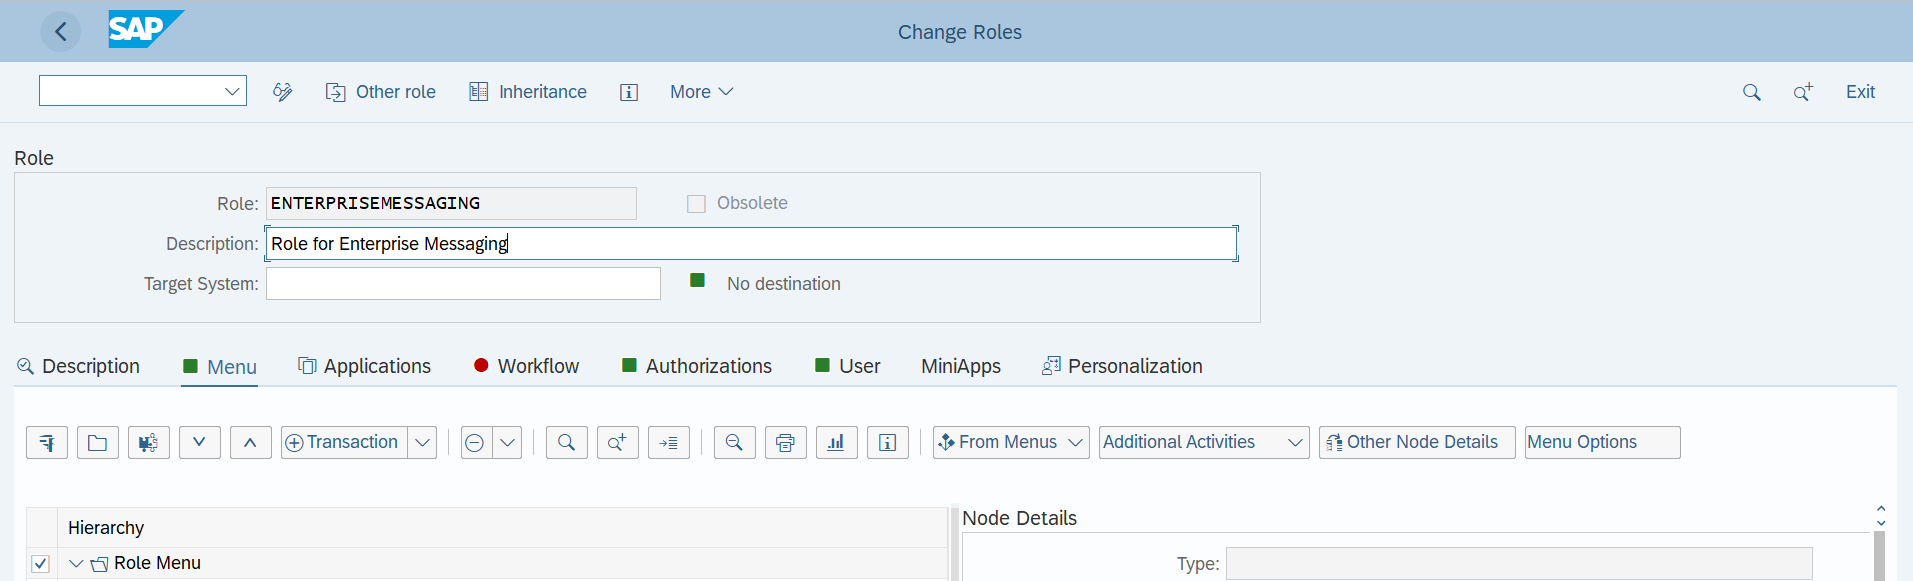 SAP
Change Roles
Other role Inheritance More Exit
Role
Role: ENTERPRISEMESSAGING Obsolete
Description: Role for Enterprise Messaging
Target System: No destination
Description Menu Applications Workflow Authorizations User MiniApps Personalization
Transaction From Menus Additional Activities Other Node Details Menu Options
Hierarchy Node Details
Role Menu Type: